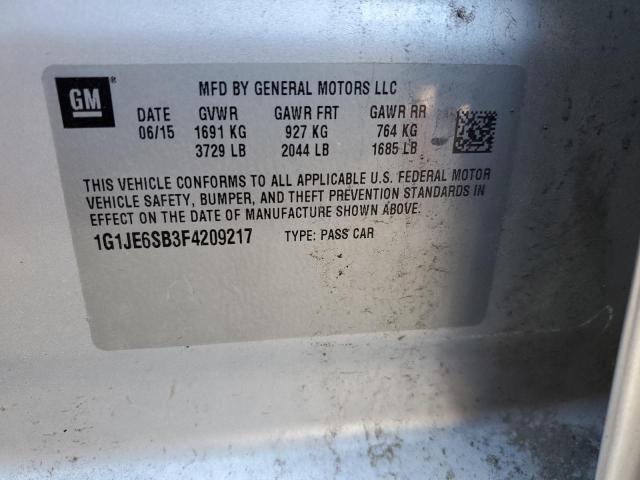 GM
MFD BY GENERAL MOTORS LLC
DATE GVWR GAWR FRT GAWR RR
06/15 1691 KG 927 KG 764 KG
3729 LB 2044 LB 1685 LB
THIS VEHICLE CONFORMS TO ALL APPLICABLE U.S. FEDERAL MOTOR
VEHICLE SAFETY, BUMPER, AND THEFT PREVENTION STANDARDS IN
EFFECT ON THE DATE OF MANUFACTURE SHOWN ABOVE.
1G1JE6SB3F4209217 TYPE: PASS CAR